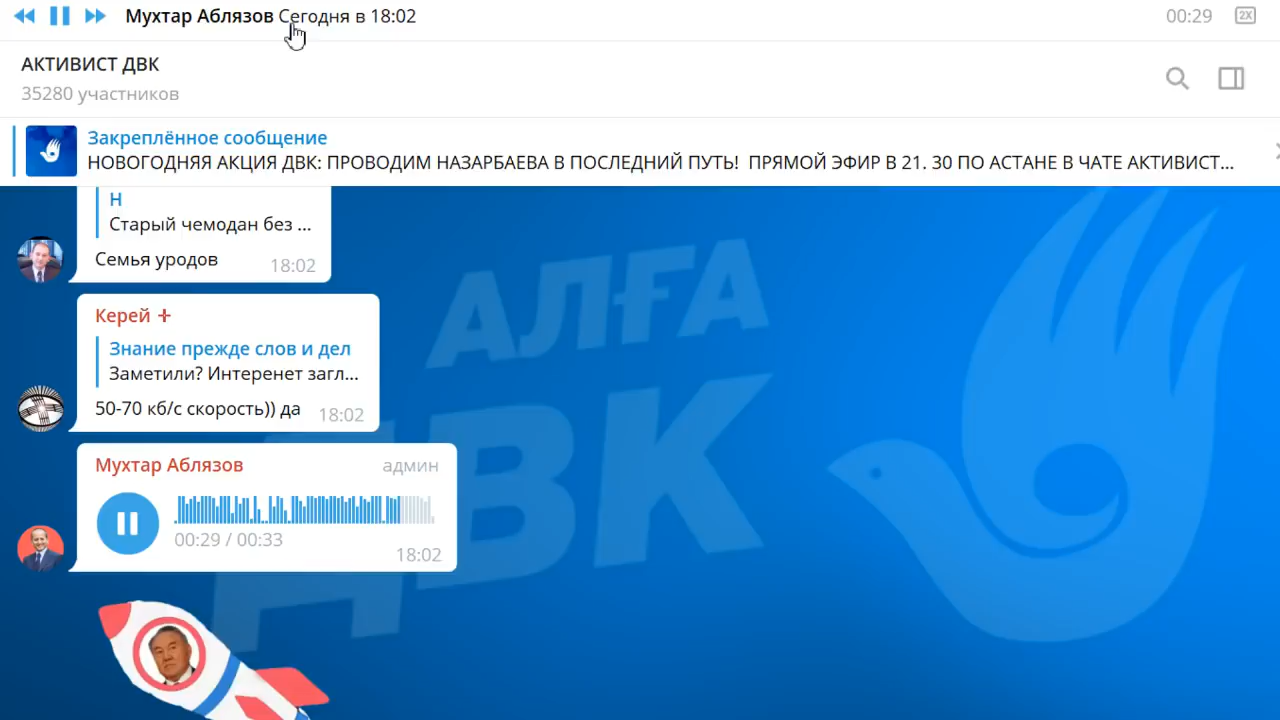 Мухтар Аблязов Сегодня в 18:02
00:29
2X
АКТИВИСТ ДВК
35280 участников
Закреплённое сообщение
НОВОГОДНЯЯ АКЦИЯ ДВК: ПРОВОДИМ НАЗАРБАЕВА В ПОСЛЕДНИЙ ПУТЬ! ПРЯМОЙ ЭФИР В 21. 30 ПО АСТАНЕ В ЧАТЕ АКТИВИСТ...
Н
Старый чемодан без ...
Семья уродов
18:02
Керей
Знание прежде слов и дел
Заметили? Интеренет загл...
50-70 кб/с скорость)) да
18:02
Мухтар Аблязов
админ
00:29 / 00:33
18:02
АЛҒА
ДВК